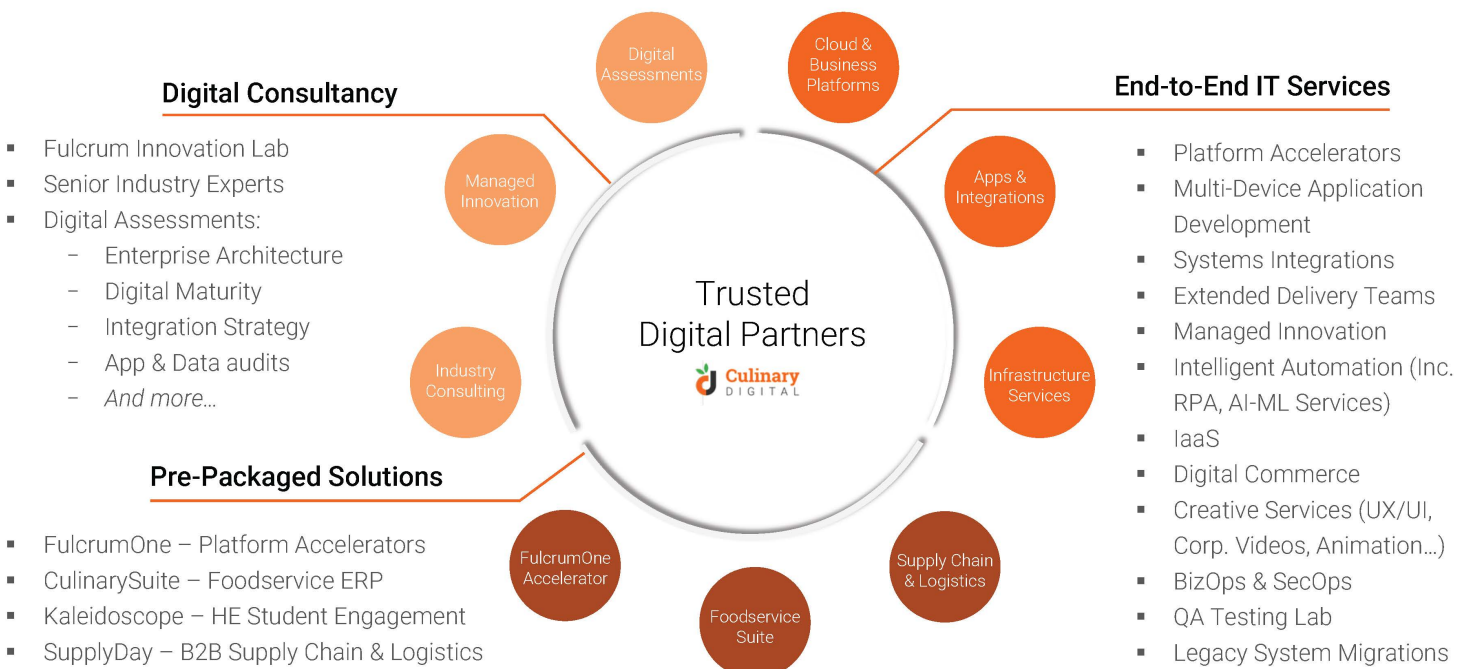 Digital Consultancy
▪ Fulcrum Innovation Lab
▪ Senior Industry Experts
▪ Digital Assessments:
– Enterprise Architecture
– Digital Maturity
– Integration Strategy
– App & Data audits
– And more...
Pre-Packaged Solutions
▪ FulcrumOne – Platform Accelerators
▪ CulinarySuite – Foodservice ERP
▪ Kaleidoscope – HE Student Engagement
▪ SupplyDay – B2B Supply Chain & Logistics
Digital
Assessments
Managed
Innovation
Industry
Consulting
Cloud &
Business
Platforms
Apps &
Integrations
Infrastructure
Services
Trusted
Digital Partners
Culinary
DIGITAL
FulcrumOne
Accelerator
Foodservice
Suite
Supply Chain
& Logistics
End-to-End IT Services
▪ Platform Accelerators
▪ Multi-Device Application
Development
▪ Systems Integrations
▪ Extended Delivery Teams
▪ Managed Innovation
▪ Intelligent Automation (Inc.
RPA, AI-ML Services)
▪ IaaS
▪ Digital Commerce
▪ Creative Services (UX/UI,
Corp. Videos, Animation...)
▪ BizOps & SecOps
▪ QA Testing Lab
▪ Legacy System Migrations